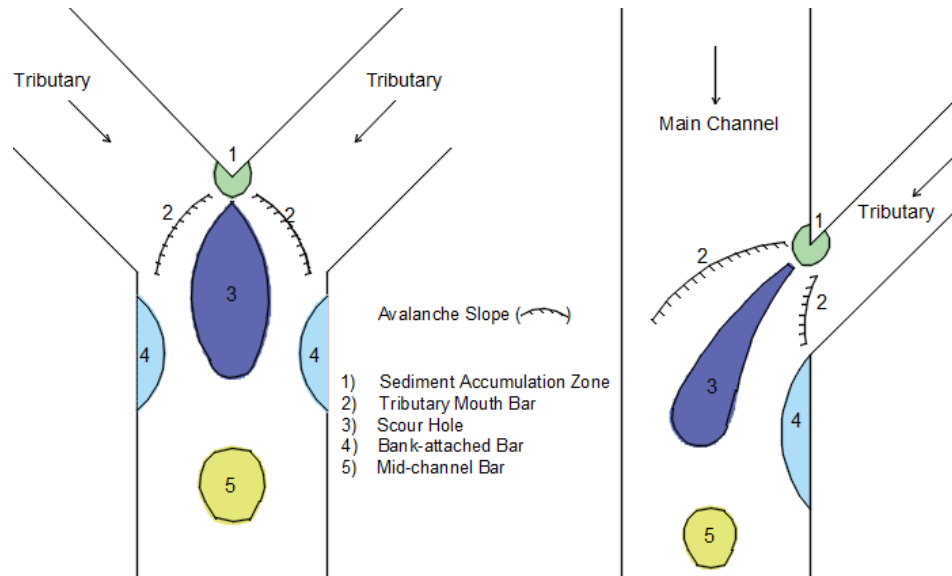 Tributary
Tributary
1
2
2
3
4
4
5
Avalanche Slope ( )
1) Sediment Accumulation Zone
2) Tributary Mouth Bar
3) Scour Hole
4) Bank-attached Bar
5) Mid-channel Bar
Main Channel
Tributary
1
2
2
3
4
5